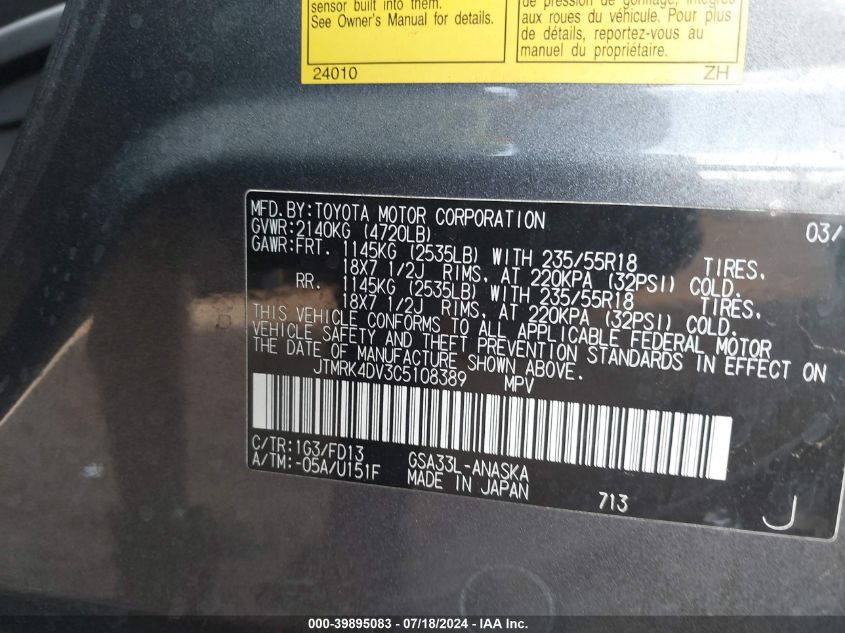 sensor built into them.
See Owner's Manual for details.
24010
de pression de gonflage, intégrés
aux roues du véhicule. Pour plus
de détails, reportez-vous au
manuel du propriétaire.
ZH
MFD.BY:TOYOTA MOTOR CORPORATION 03/
GVWR:2140KG (4720LB)
GAWR:FRT. 1145KG (2535LB) WITH 235/55R18 TIRES,
18X7 1/2J RIMS, AT 220KPA (32PSI) COLD.
RR. 1145KG (2535LB) WITH 235/55R18 TIRES,
18X7 1/2J RIMS, AT 220KPA (32PSI) COLD.
THIS VEHICLE CONFORMS TO ALL APPLICABLE FEDERAL MOTOR
VEHICLE SAFETY AND THEFT PREVENTION STANDARDS IN EFFECT ON
THE DATE OF MANUFACTURE SHOWN ABOVE.
JTMRK4DV3C5108389 MPV
C/TR:1G3/FD13 GSA33L-ANASKA
A/TM:-05A/U151F MADE IN JAPAN
713
J
000-39895083 - 07/18/2024 - IAA Inc.